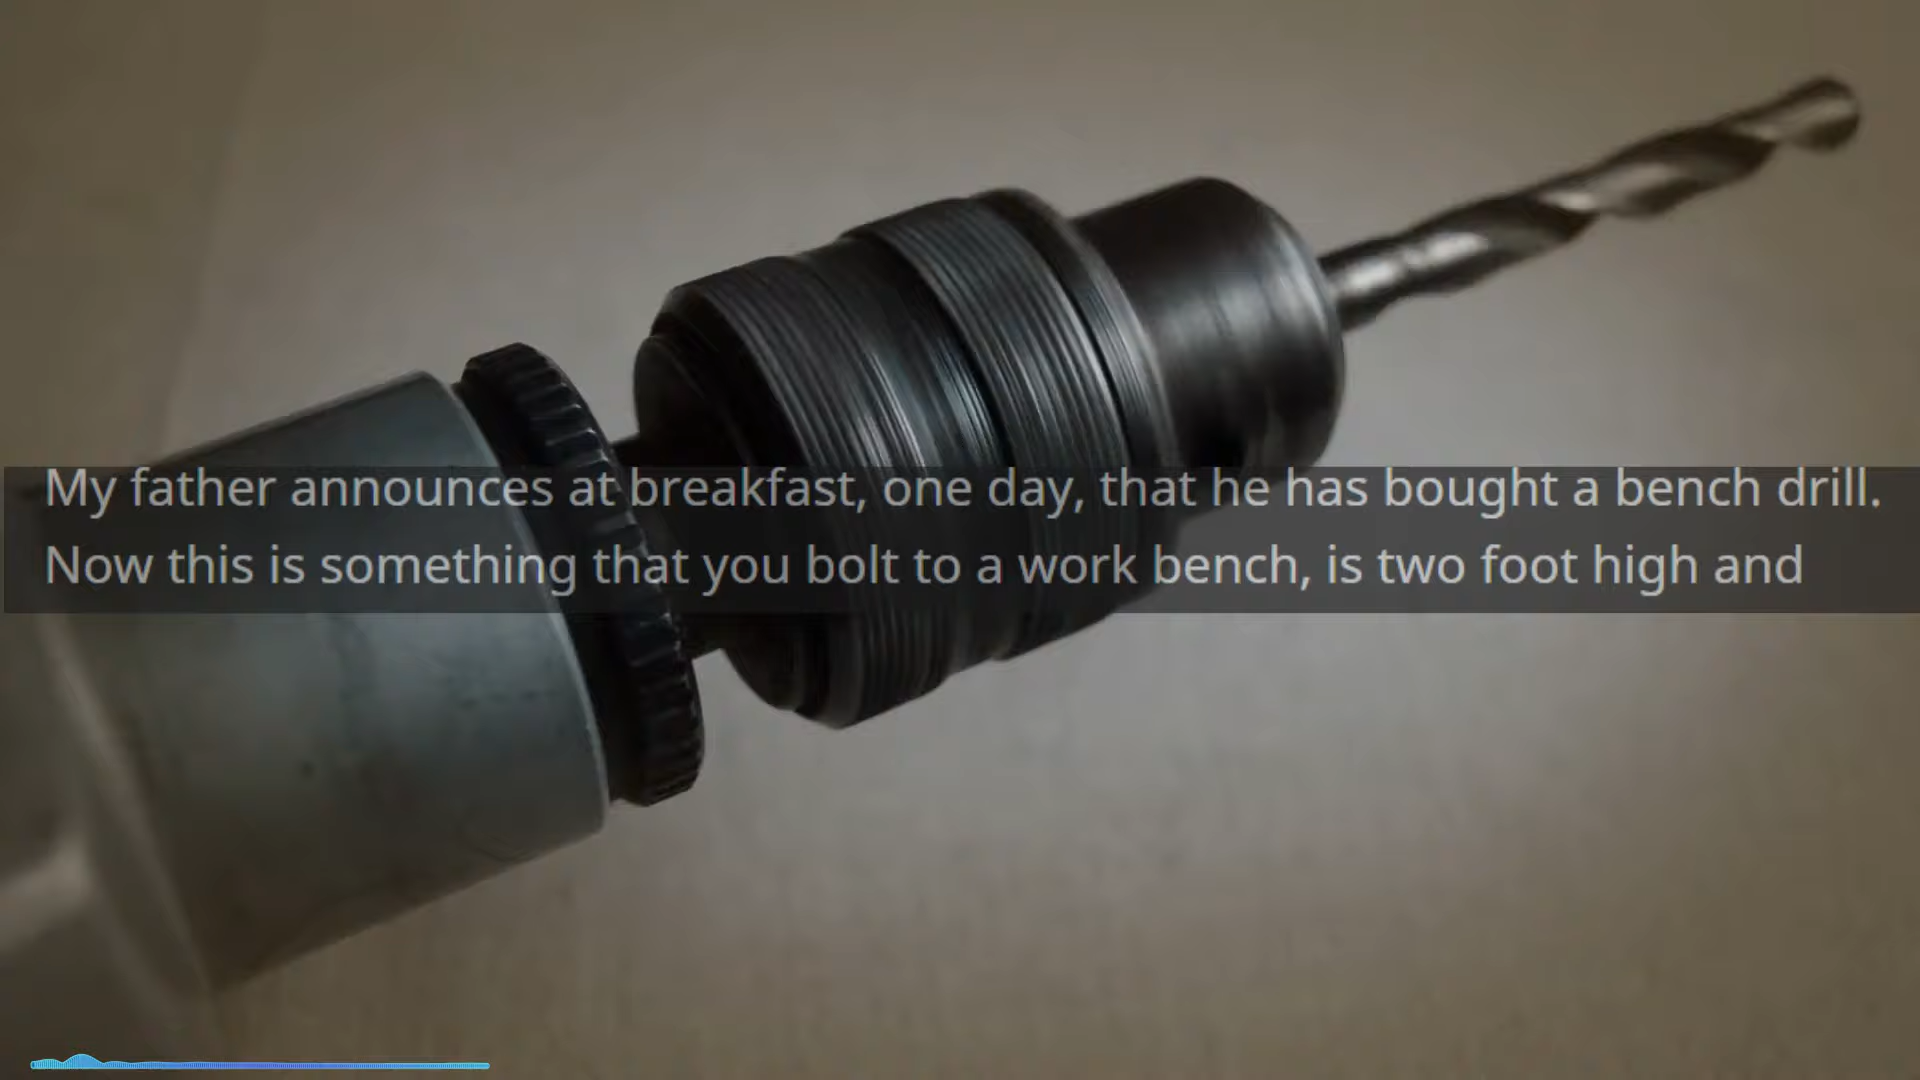 My father announces at breakfast, one day, that he has bought a bench drill.
Now this is something that you bolt to a work bench, is two foot high and